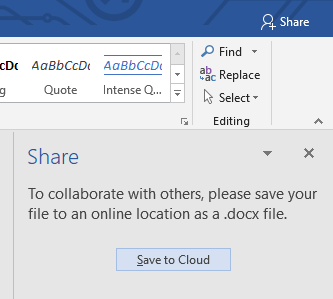 Share
cDc AaBbCcDc AaBbCcDc
g Quote Intense Q...
Find
Replace
Select
Editing
Share
To collaborate with others, please save your
file to an online location as a .docx file.
Save to Cloud